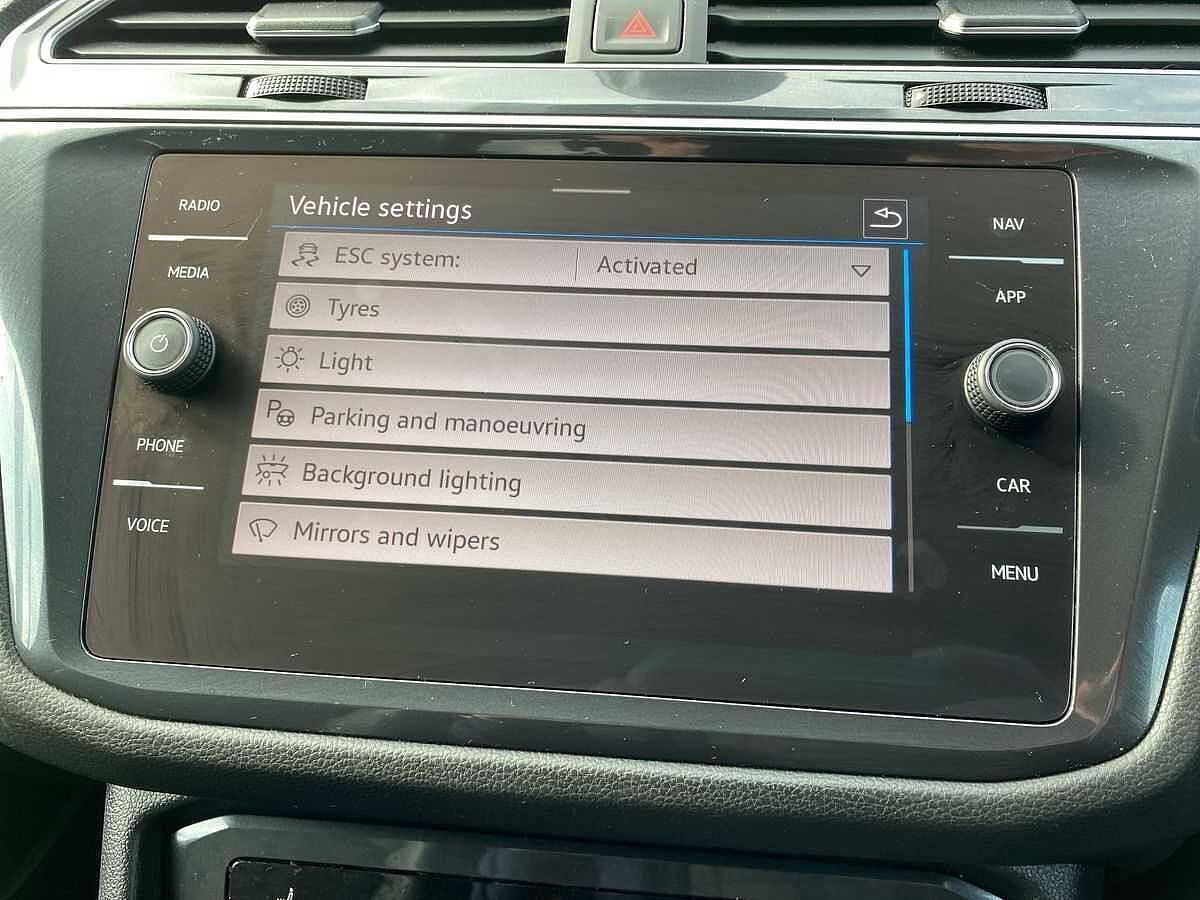 RADIO
MEDIA
PHONE
VOICE
Vehicle settings
ESC system: Activated
Tyres
Light
Parking and manoeuvring
Background lighting
Mirrors and wipers
NAV
APP
CAR
MENU